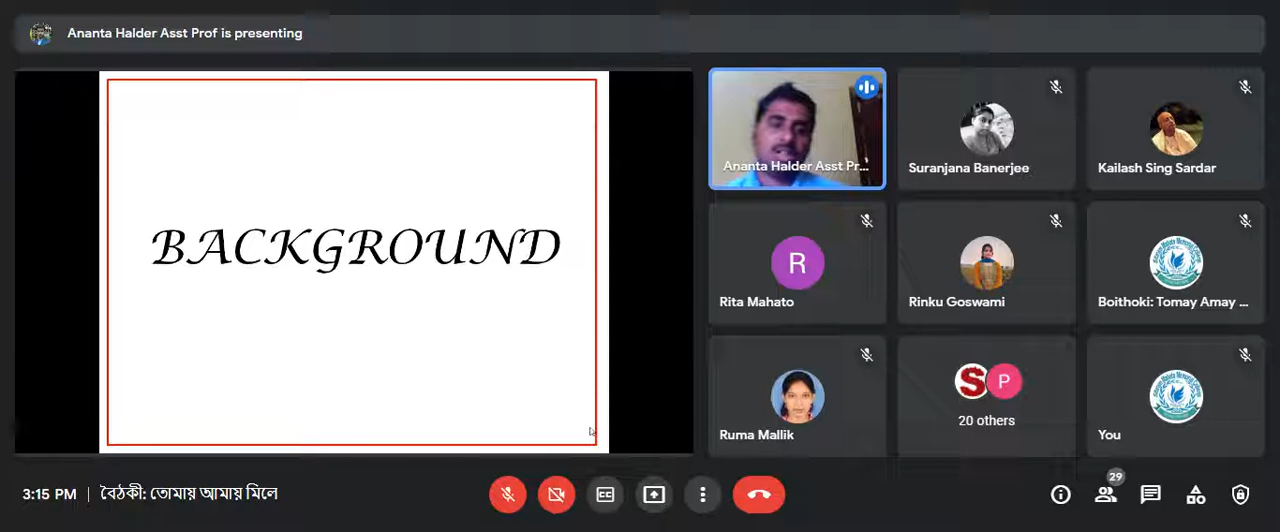 Ananta Halder Asst Prof is presenting
BACKGROUND
Ananta Halder Asst Pr...
Suranjana Banerjee
Kailash Sing Sardar
R
Rita Mahato
Rinku Goswami
Boithoki: Tomay Amay ...
Ruma Mallik
S P
20 others
You
3:15 PM | বৈঠকী: তোমায় আমায় মিলে
CC
29